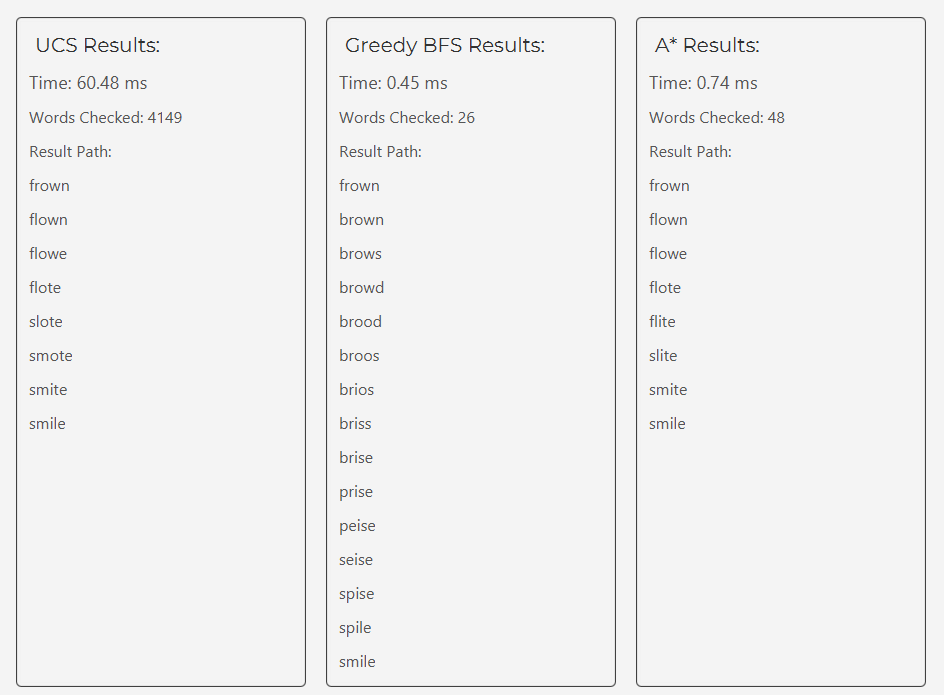 UCS Results:
Time: 60.48 ms
Words Checked: 4149
Result Path:
frown
flown
flowe
flote
slote
smote
smite
smile
Greedy BFS Results:
Time: 0.45 ms
Words Checked: 26
Result Path:
frown
brown
brows
browd
brood
broos
brios
briss
brise
prise
peise
seise
spise
spile
smile
A* Results:
Time: 0.74 ms
Words Checked: 48
Result Path:
frown
flown
flowe
flote
flite
slite
smite
smile